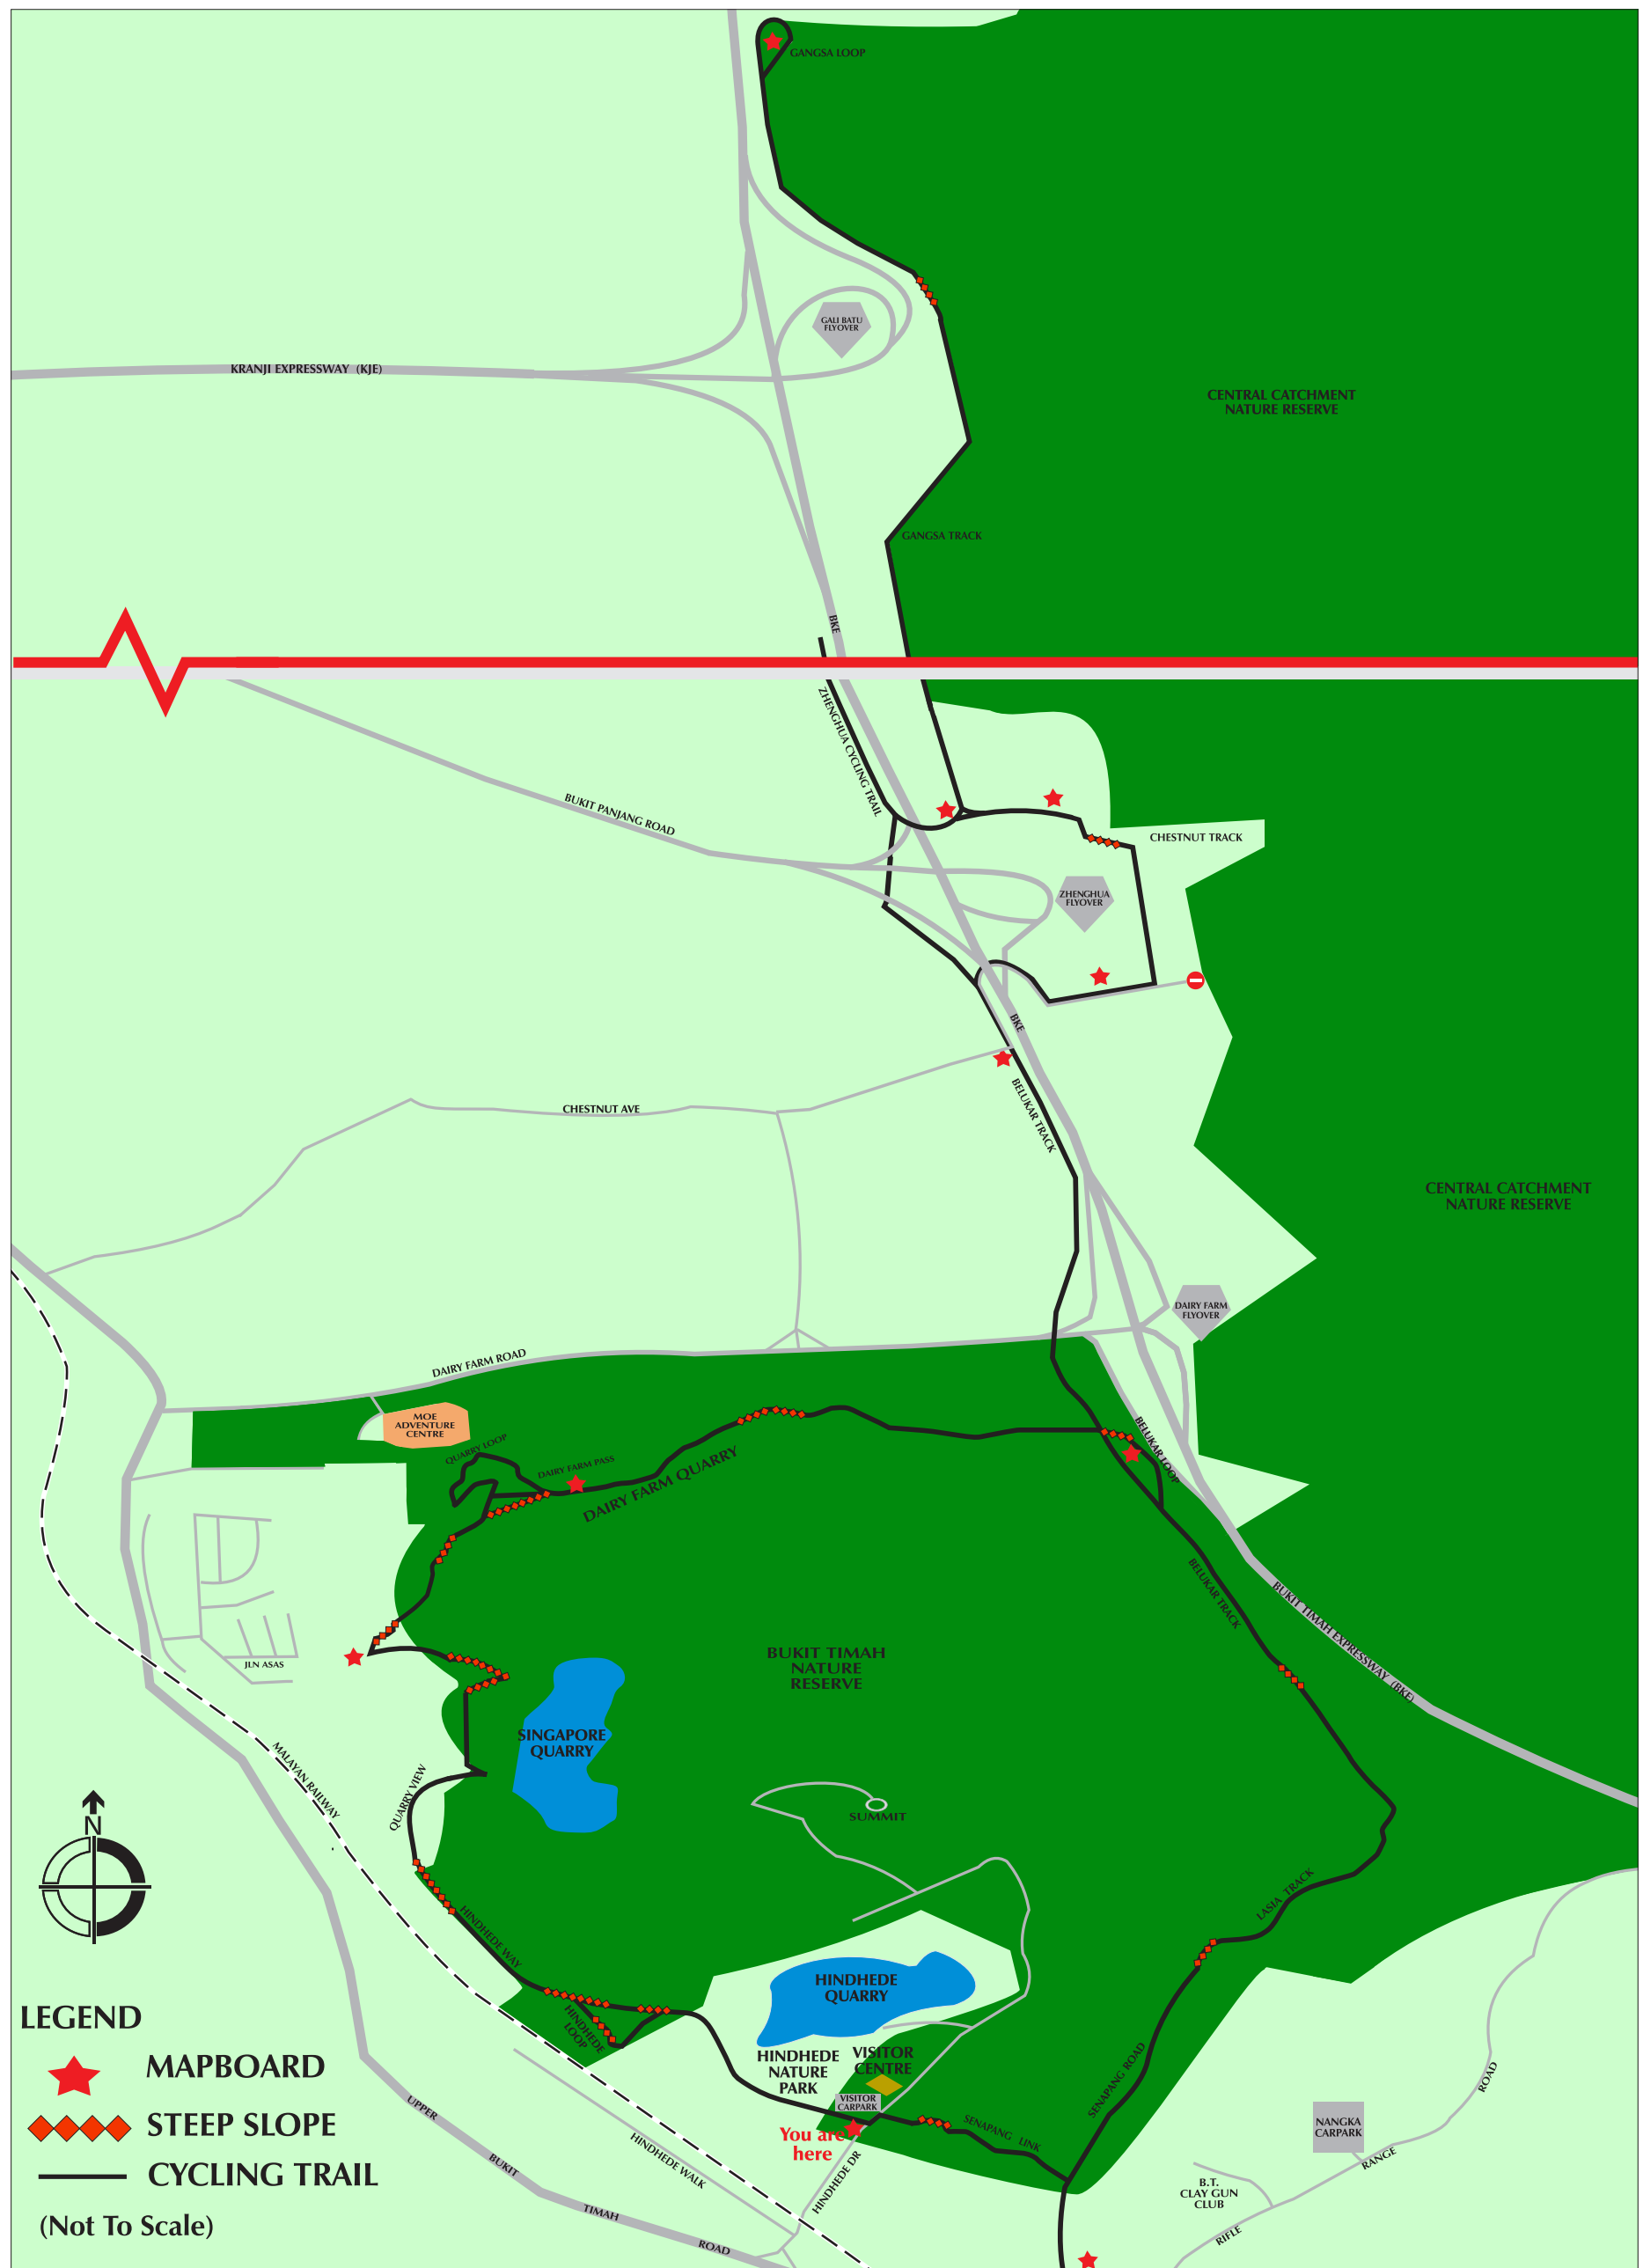 GANGSA LOOP
GALI BATU
FLYOVER
KRANJI EXPRESSWAY (KJE)
CENTRAL CATCHMENT
NATURE RESERVE
GANGSA TRACK
BKE
ZHENGHUA CYCLING TRAIL
BUKIT PANJANG ROAD
CHESTNUT TRACK
ZHENGHUA
FLYOVER
BKE
BELUKAR TRACK
CHESTNUT AVE
CENTRAL CATCHMENT
NATURE RESERVE
DAIRY FARM
FLYOVER
DAIRY FARM ROAD
MOE
ADVENTURE
CENTRE
QUARRY LOOP
DAIRY FARM PASS
DAIRY FARM QUARRY
BELUKAR LOOP
BELUKAR TRACK
BUKIT TIMAH EXPRESSWAY (BKE)
JLN ASAS
BUKIT TIMAH
NATURE
RESERVE
SINGAPORE
QUARRY
MALAYAN RAILWAY
QUARRY VIEW
SUMMIT
N
LASIA TRACK
HINDHEDE WAY
HINDHEDE
QUARRY
HINDHEDE
LOOP
LEGEND
MAPBOARD
STEEP SLOPE
CYCLING TRAIL
(Not To Scale)
HINDHEDE
NATURE
PARK
VISITOR
CENTRE
VISITOR
CARPARK
You are
here
SENAPANG LINK
SENAPANG ROAD
HINDHEDE WALK
HINDHEDE DR
UPPER
BUKIT
TIMAH
ROAD
NANGKA
CARPARK
B.T.
CLAY GUN
CLUB
RIFLE
RANGE
ROAD